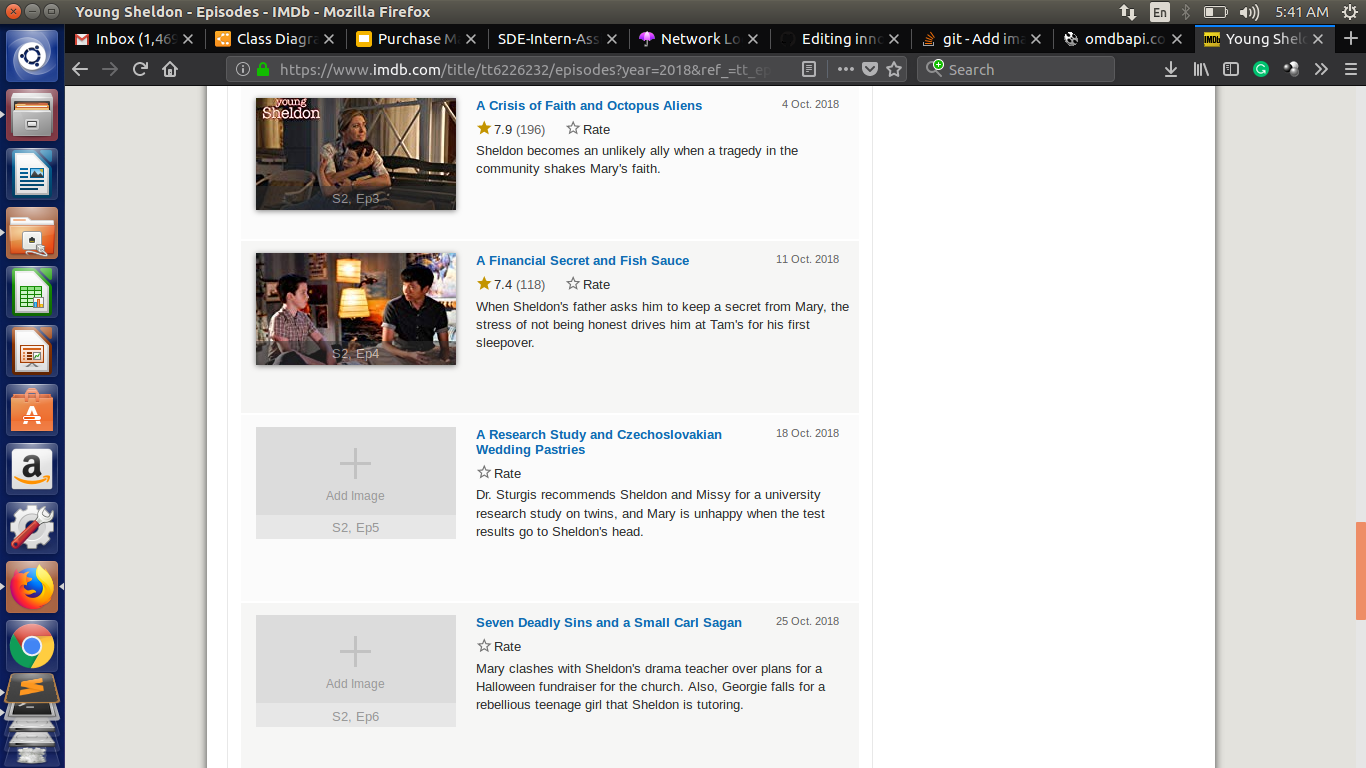 Young Sheldon - Episodes - IMDb - Mozilla Firefox
En
5:41 AM
Inbox (1,469
Class Diagra
Purchase M
SDE-Intern-Ass
Network Lo
Editing inno
git - Add ima
omdbapi.co
IMDb
Young Shel
https://www.imdb.com/title/tt6226232/episodes?year=2018&ref_=tt_ep
Search
young
Sheldon
S2, Ep3
A Crisis of Faith and Octopus Aliens
4 Oct. 2018
7.9 (196)
Rate
Sheldon becomes an unlikely ally when a tragedy in the
community shakes Mary's faith.
S2, Ep4
A Financial Secret and Fish Sauce
11 Oct. 2018
7.4 (118)
Rate
When Sheldon's father asks him to keep a secret from Mary, the
stress of not being honest drives him at Tam's for his first
sleepover.
Add Image
S2, Ep5
A Research Study and Czechoslovakian
Wedding Pastries
18 Oct. 2018
Rate
Dr. Sturgis recommends Sheldon and Missy for a university
research study on twins, and Mary is unhappy when the test
results go to Sheldon's head.
Add Image
S2, Ep6
Seven Deadly Sins and a Small Carl Sagan
25 Oct. 2018
Rate
Mary clashes with Sheldon's drama teacher over plans for a
Halloween fundraiser for the church. Also, Georgie falls for a
rebellious teenage girl that Sheldon is tutoring.